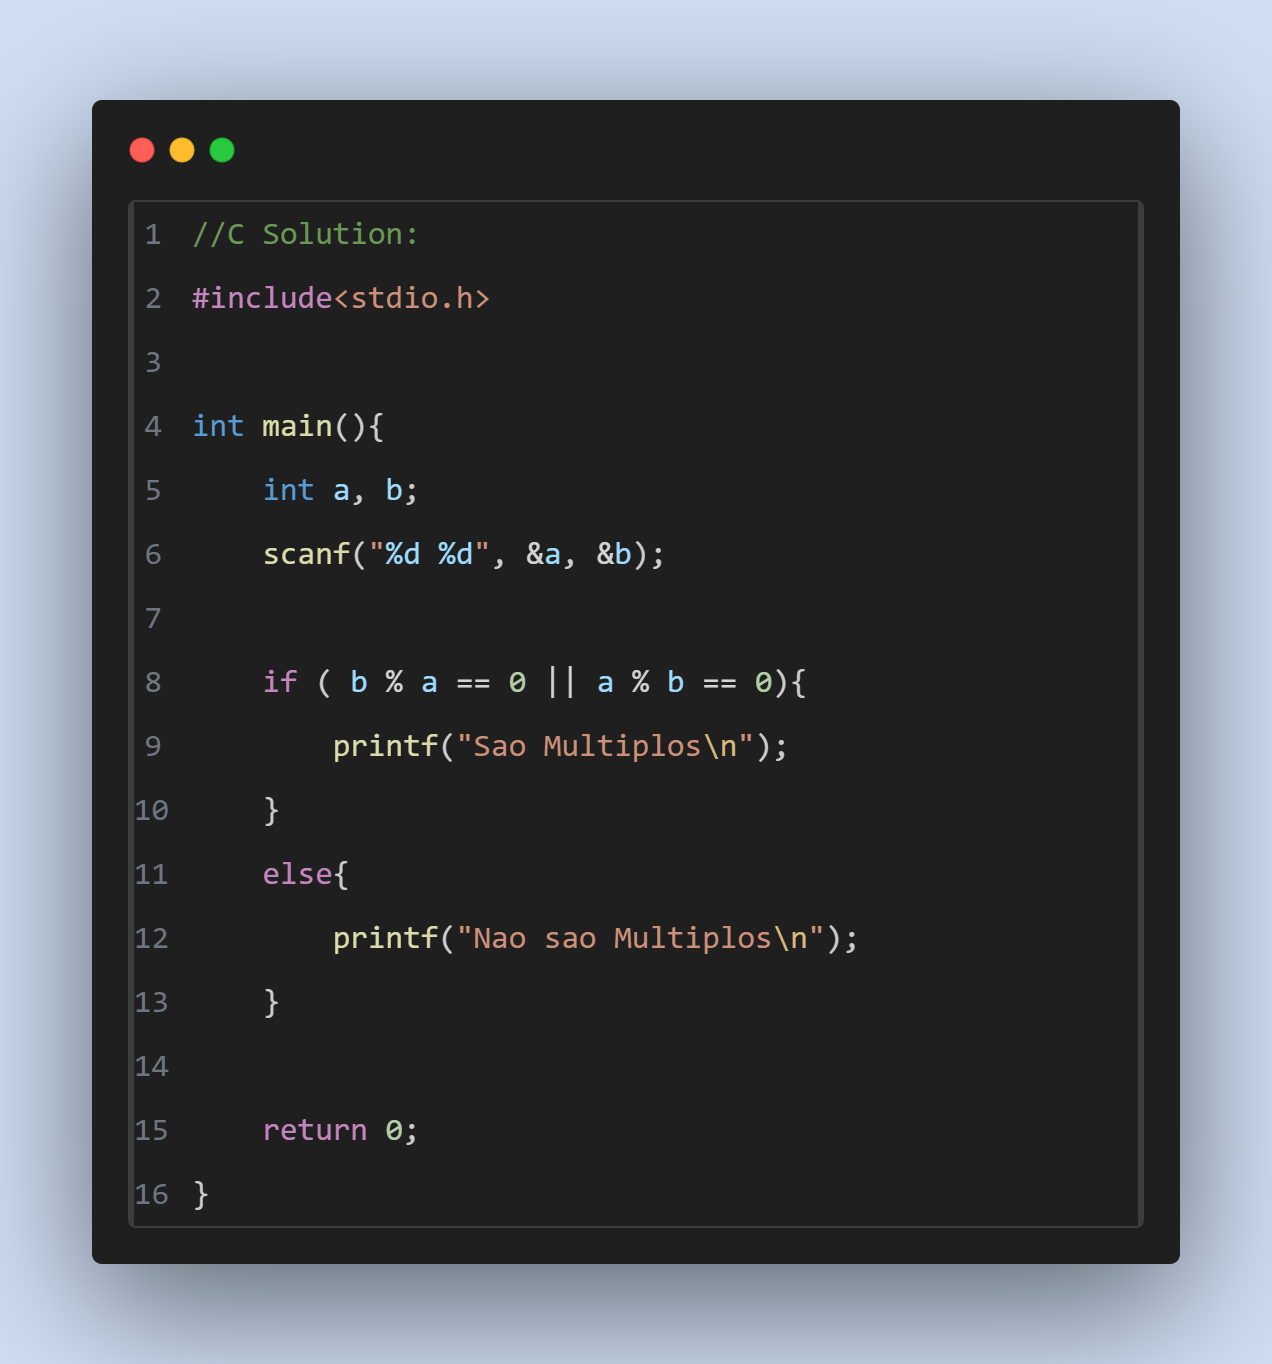 1 //C Solution:
2 #include<stdio.h>
3
4 int main(){
5     int a, b;
6     scanf("%d %d", &a, &b);
7
8     if ( b % a == 0 || a % b == 0){
9         printf("Sao Multiplos\n");
10     }
11     else{
12         printf("Nao sao Multiplos\n");
13     }
14
15     return 0;
16 }